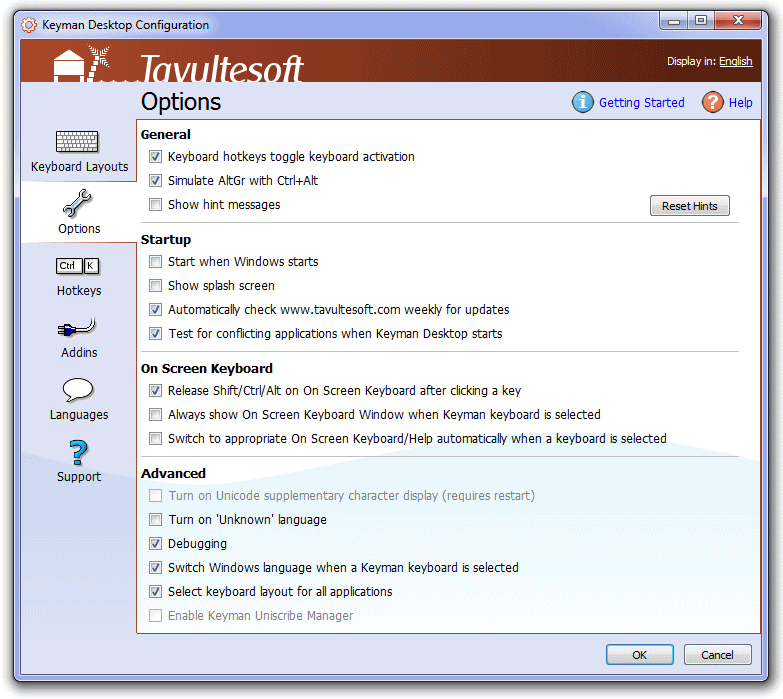 Keyman Desktop Configuration
Tavultesoft
Display in: English
Options
Getting Started
Help
Keyboard Layouts
Options
Ctrl K
Hotkeys
Addins
Languages
Support
General
Keyboard hotkeys toggle keyboard activation
Simulate AltGr with Ctrl+Alt
Show hint messages
Reset Hints
Startup
Start when Windows starts
Show splash screen
Automatically check www.tavultesoft.com weekly for updates
Test for conflicting applications when Keyman Desktop starts
On Screen Keyboard
Release Shift/Ctrl/Alt on On Screen Keyboard after clicking a key
Always show On Screen Keyboard Window when Keyman keyboard is selected
Switch to appropriate On Screen Keyboard/Help automatically when a keyboard is selected
Advanced
Turn on Unicode supplementary character display (requires restart)
Turn on 'Unknown' language
Debugging
Switch Windows language when a Keyman keyboard is selected
Select keyboard layout for all applications
Enable Keyman Uniscribe Manager
OK
Cancel